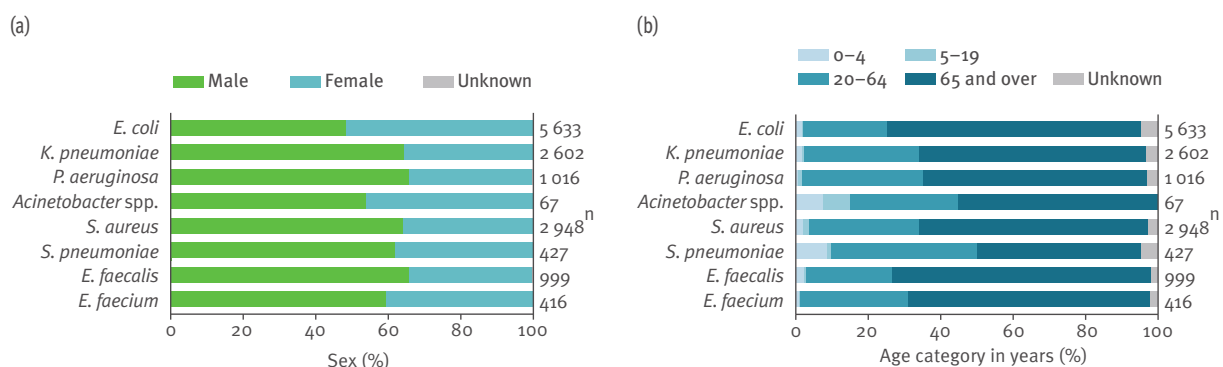 (a)
Male Female Unknown
E. coli 5 633
K. pneumoniae 2 602
P. aeruginosa 1 016
Acinetobacter spp. 67
S. aureus 2 948 n
S. pneumoniae 427
E. faecalis 999
E. faecium 416
0 20 40 60 80 100
Sex (%)
(b)
0–4 5–19
20–64 65 and over Unknown
E. coli 5 633
K. pneumoniae 2 602
P. aeruginosa 1 016
Acinetobacter spp. 67
S. aureus 2 948 n
S. pneumoniae 427
E. faecalis 999
E. faecium 416
0 20 40 60 80 100
Age category in years (%)